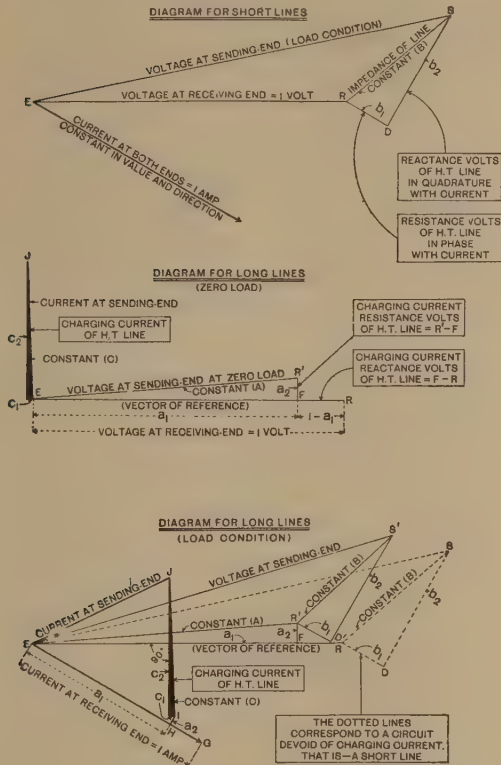 DIAGRAM FOR SHORT LINES
S
VOLTAGE AT SENDING-END (LOAD CONDITION)
IMPEDANCE OF LINE
CONSTANT (B)
b2
E
VOLTAGE AT RECEIVING END = 1 VOLT
R
b1
D
CURRENT AT BOTH ENDS = 1 AMP
CONSTANT IN VALUE AND DIRECTION
REACTANCE VOLTS
OF H.T. LINE
IN QUADRATURE
WITH CURRENT
RESISTANCE VOLTS
OF H.T. LINE
IN PHASE
WITH CURRENT
J
DIAGRAM FOR LONG LINES
(ZERO LOAD)
CURRENT AT SENDING-END
CHARGING CURRENT
OF H.T. LINE
C2
CONSTANT (C)
CHARGING CURRENT
RESISTANCE VOLTS
OF H.T. LINE = R'-F
CHARGING CURRENT
REACTANCE VOLTS
OF H.T. LINE = F-R
E
VOLTAGE AT SENDING-END AT ZERO LOAD
R'
CONSTANT (A)
a2
F
R
C1
(VECTOR OF REFERENCE)
a1
1-a1
VOLTAGE AT RECEIVING-END = 1 VOLT
DIAGRAM FOR LONG LINES
(LOAD CONDITION)
S'
S
J
VOLTAGE AT SENDING-END
CURRENT AT SENDING-END
CONSTANT (B)
b2
CONSTANT (B)
b2
R'
CONSTANT (A)
a1
a2
b1
E
F
R
D'
(VECTOR OF REFERENCE)
b1
D
C2
CHARGING CURRENT
OF H.T. LINE
a1
C1
CONSTANT (C)
I
a2
H
G
CURRENT AT RECEIVING END = 1 AMP
THE DOTTED LINES
CORRESPOND TO A CIRCUIT
DEVOID OF CHARGING CURRENT,
THAT IS—A SHORT LINE